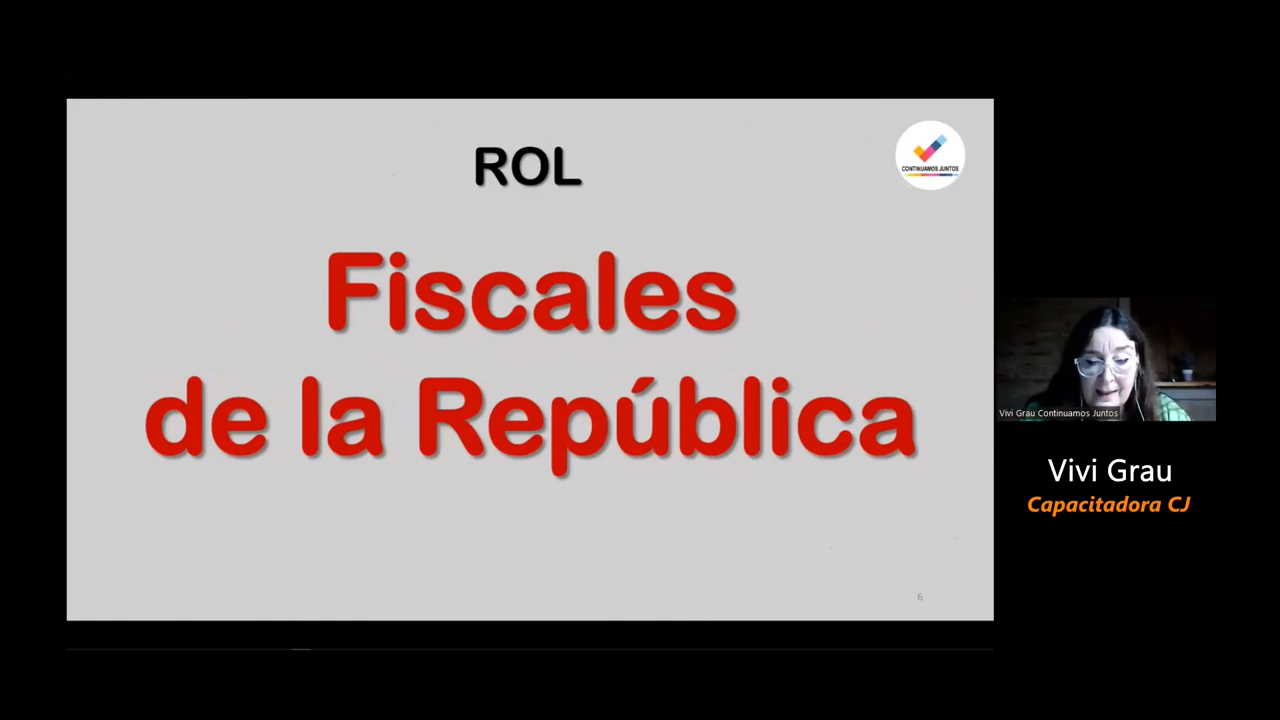 ROL
CONTINUAMOS JUNTOS
Fiscales
de la República
6
Vivi Grau Continuamos Juntos
Vivi Grau
Capacitadora CJ